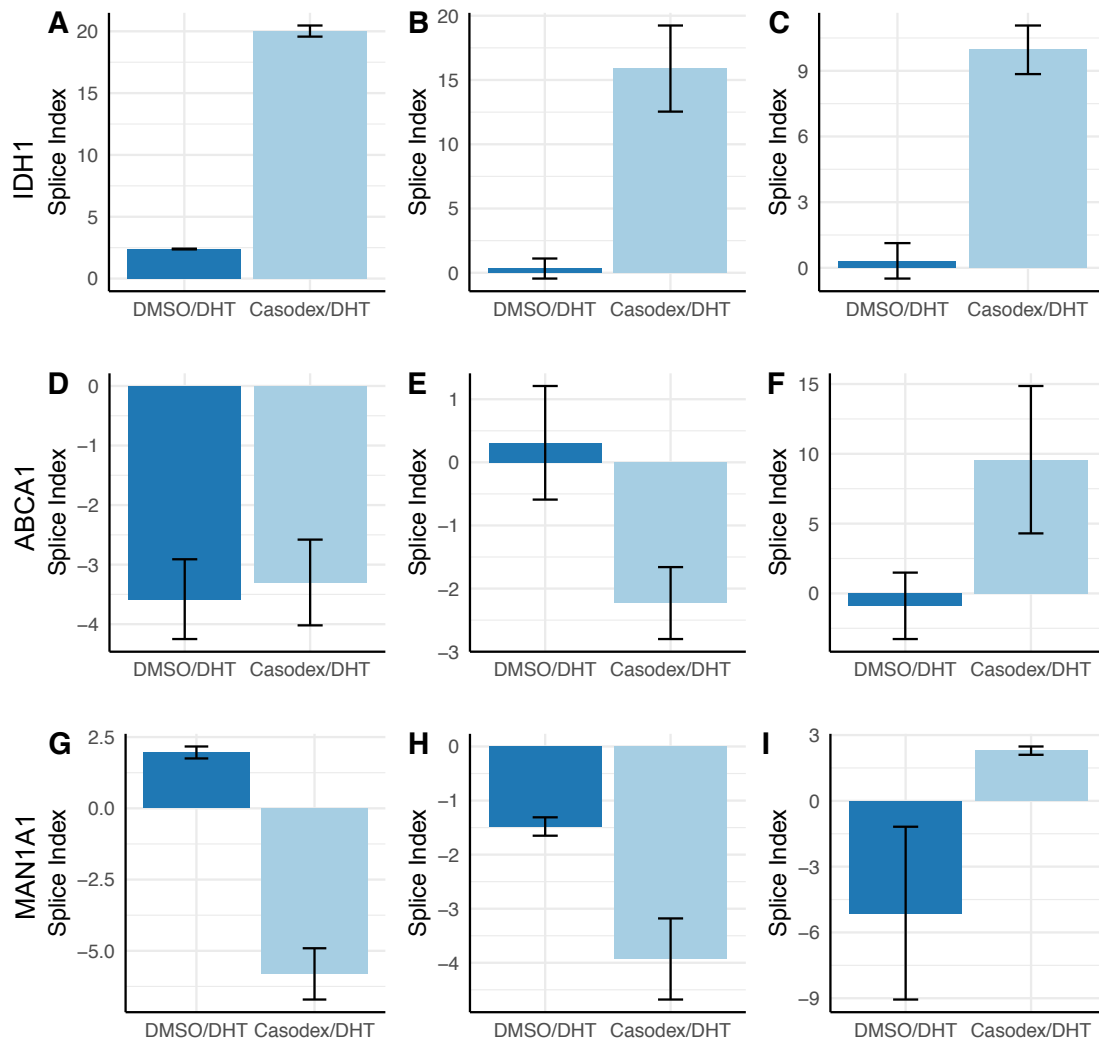 A
B
C
IDH1
Splice Index
20
15
10
5
0
DMSO/DHT Casodex/DHT
Splice Index
20
15
10
5
0
DMSO/DHT Casodex/DHT
Splice Index
9
6
3
0
DMSO/DHT Casodex/DHT
D
E
F
ABCA1
Splice Index
0
−1
−2
−3
−4
DMSO/DHT Casodex/DHT
Splice Index
1
0
−1
−2
−3
DMSO/DHT Casodex/DHT
Splice Index
15
10
5
0
DMSO/DHT Casodex/DHT
G
H
I
MAN1A1
Splice Index
2.5
0.0
−2.5
−5.0
DMSO/DHT Casodex/DHT
Splice Index
0
−1
−2
−3
−4
DMSO/DHT Casodex/DHT
Splice Index
3
0
−3
−6
−9
DMSO/DHT Casodex/DHT